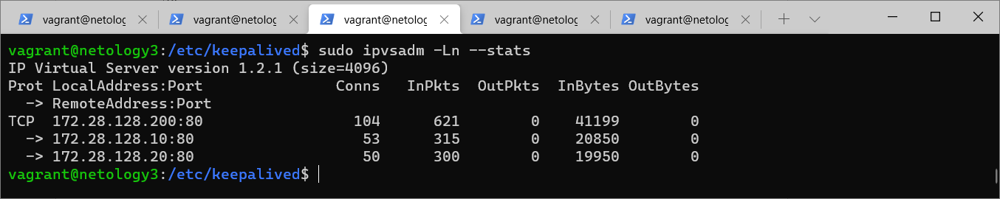 vagrant@netolog vagrant@netolog vagrant@netolog vagrant@netolog vagrant@netolog
vagrant@netology3:/etc/keepalived$ sudo ipvsadm -Ln --stats
IP Virtual Server version 1.2.1 (size=4096)
Prot LocalAddress:Port Conns InPkts OutPkts InBytes OutBytes
-> RemoteAddress:Port
TCP 172.28.128.200:80 104 621 0 41199 0
-> 172.28.128.10:80 53 315 0 20850 0
-> 172.28.128.20:80 50 300 0 19950 0
vagrant@netology3:/etc/keepalived$